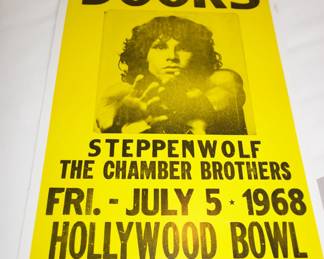 DOORS
STEPPENWOLF
THE CHAMBER BROTHERS
FRI. - JULY 5 * 1968
HOLLYWOOD BOWL